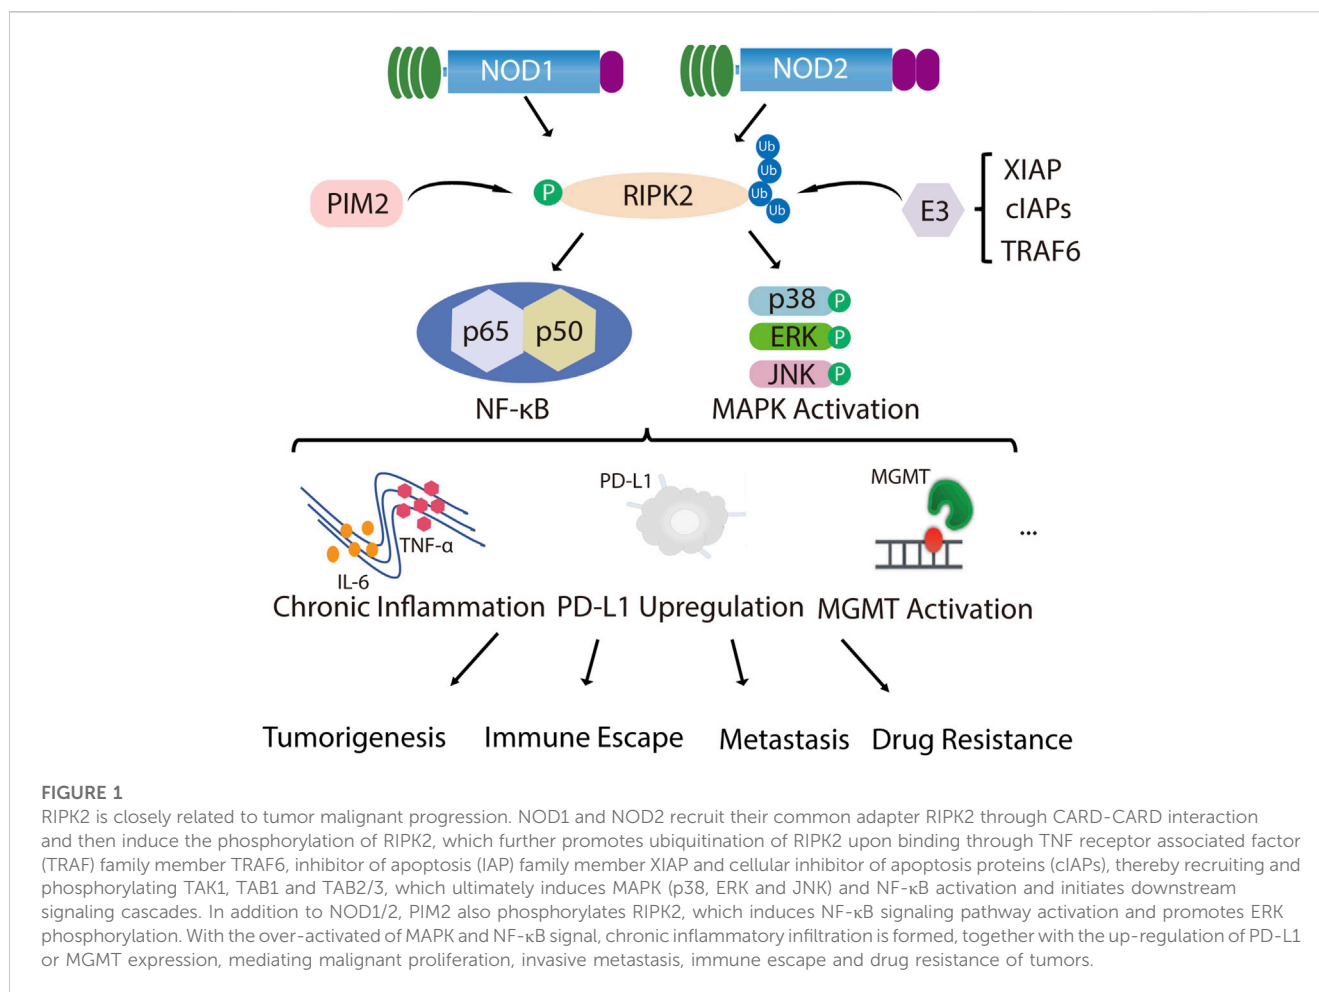 NOD1
NOD2
Ub
Ub
Ub
Ub
PIM2
P
RIPK2
E3
XIAP
cIAPs
TRAF6
p65
p50
p38
P
ERK
P
JNK
P
NF-κB
MAPK Activation
PD-L1
MGMT
TNF-α
IL-6
...
Chronic Inflammation
PD-L1 Upregulation
MGMT Activation
Tumorigenesis
Immune Escape
Metastasis
Drug Resistance
FIGURE 1
RIPK2 is closely related to tumor malignant progression. NOD1 and NOD2 recruit their common adapter RIPK2 through CARD-CARD interaction
and then induce the phosphorylation of RIPK2, which further promotes ubiquitination of RIPK2 upon binding through TNF receptor associated factor
(TRAF) family member TRAF6, inhibitor of apoptosis (IAP) family member XIAP and cellular inhibitor of apoptosis proteins (cIAPs), thereby recruiting and
phosphorylating TAK1, TAB1 and TAB2/3, which ultimately induces MAPK (p38, ERK and JNK) and NF-κB activation and initiates downstream
signaling cascades. In addition to NOD1/2, PIM2 also phosphorylates RIPK2, which induces NF-κB signaling pathway activation and promotes ERK
phosphorylation. With the over-activated of MAPK and NF-κB signal, chronic inflammatory infiltration is formed, together with the up-regulation of PD-L1
or MGMT expression, mediating malignant proliferation, invasive metastasis, immune escape and drug resistance of tumors.